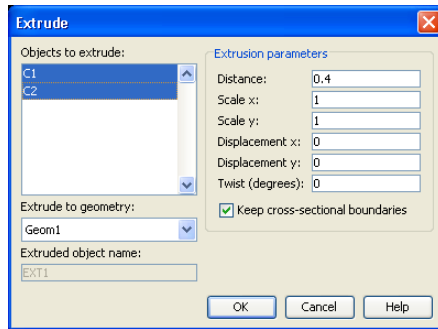 Extrude
Objects to extrude:
C1
C2
Extrude to geometry:
Geom1
Extruded object name:
EXT1
Extrusion parameters
Distance: 0.4
Scale x: 1
Scale y: 1
Displacement x: 0
Displacement y: 0
Twist (degrees): 0
Keep cross-sectional boundaries
OK Cancel Help